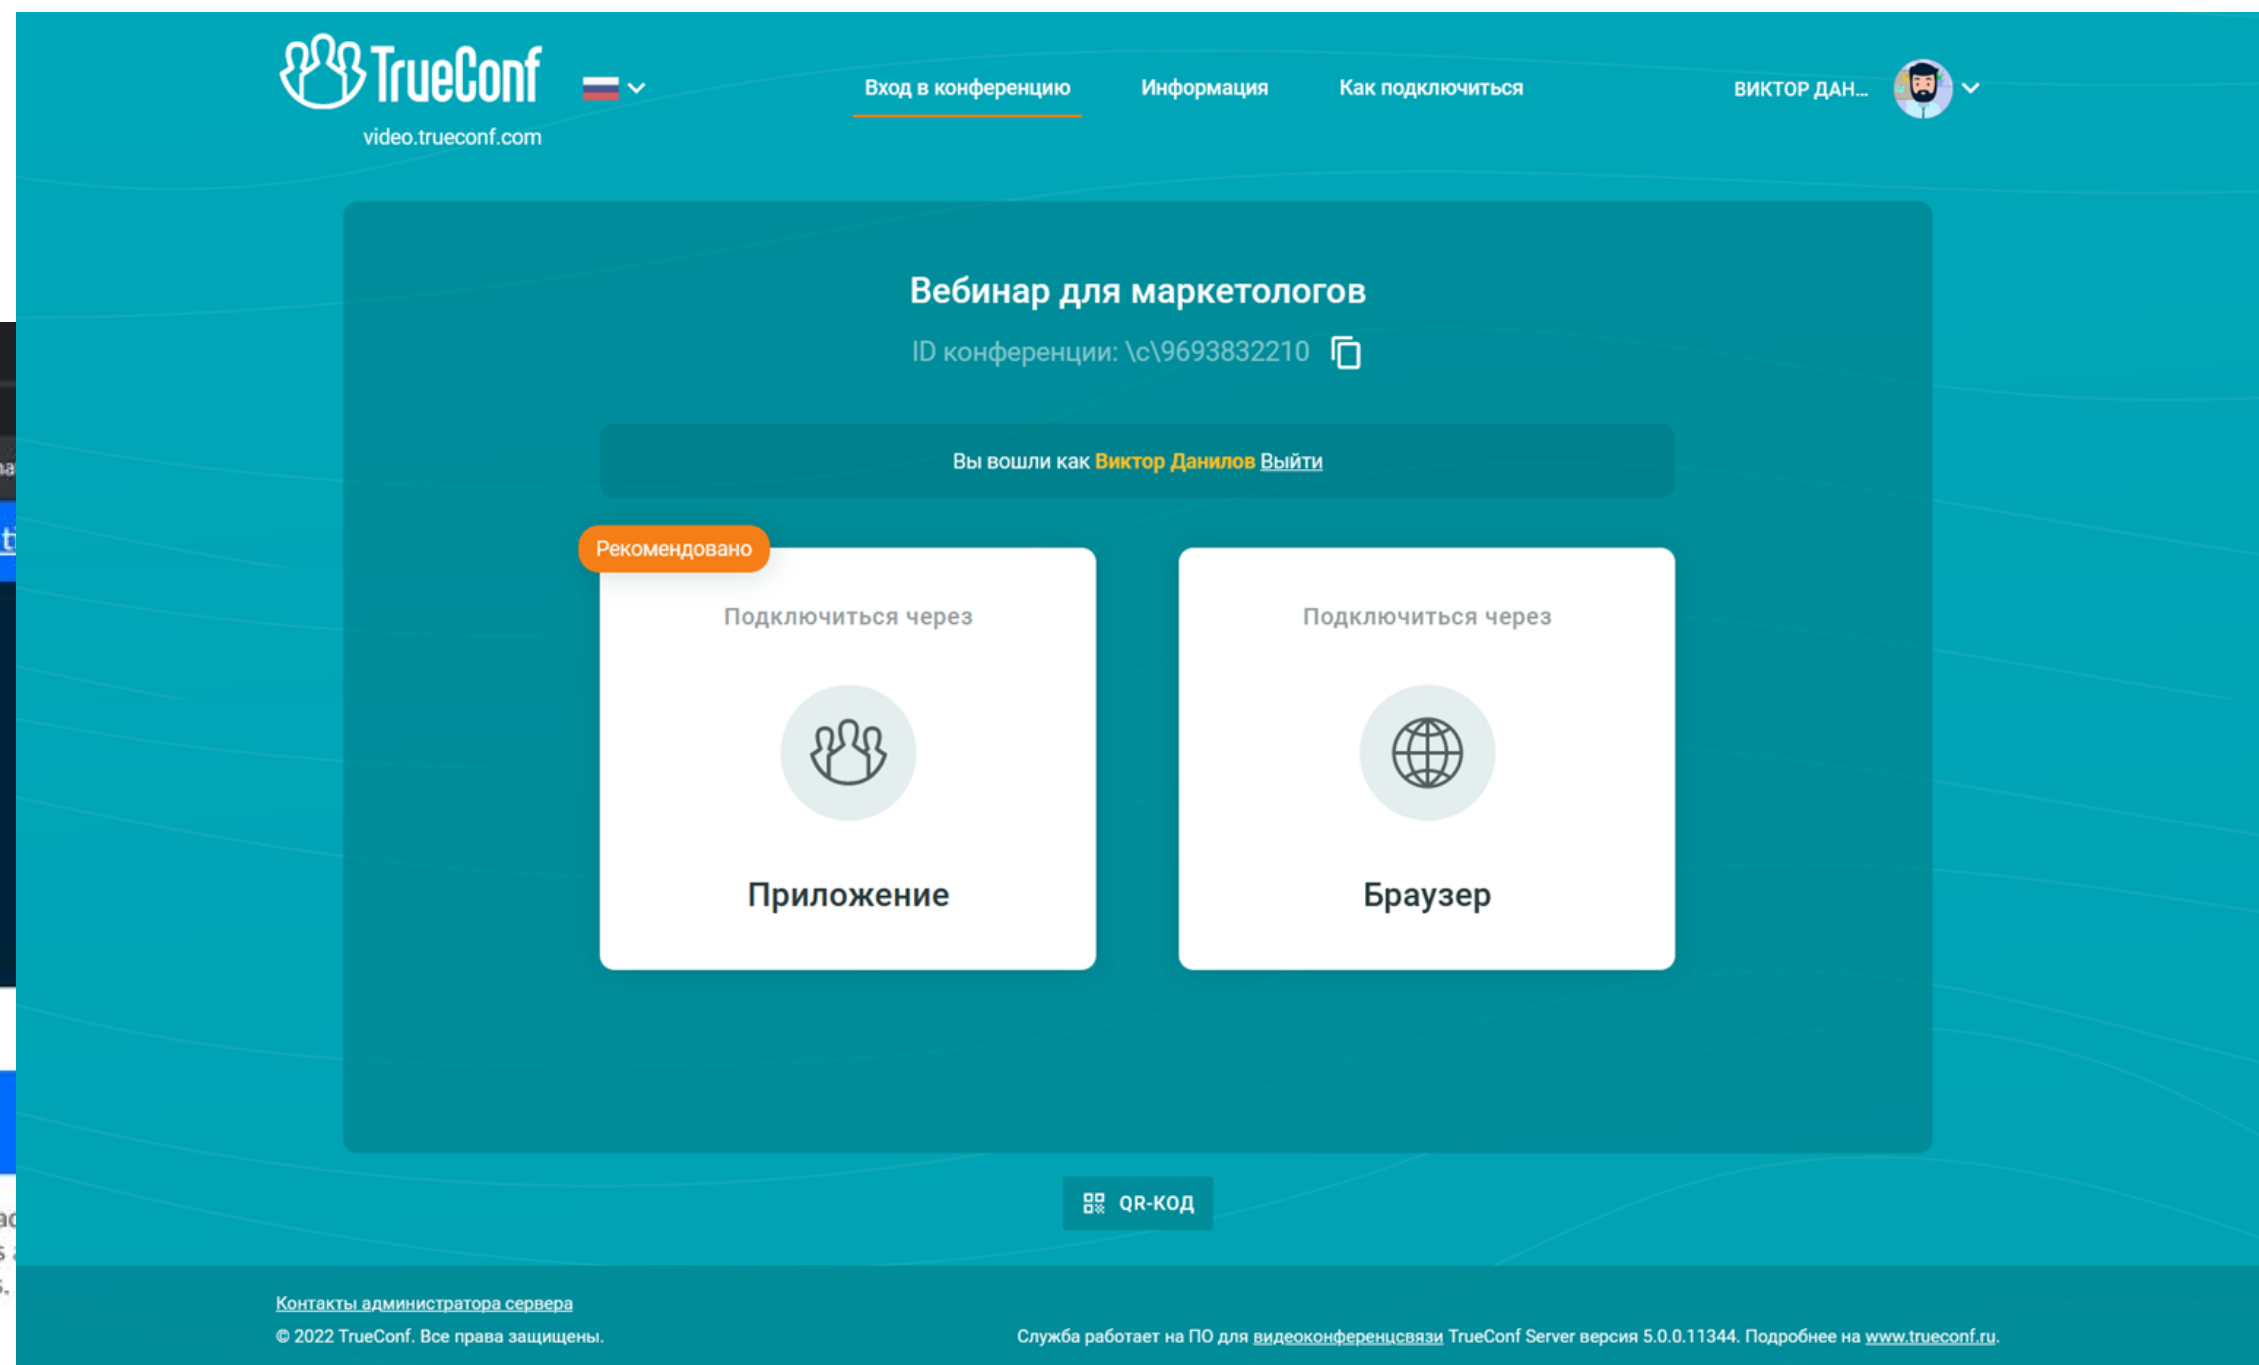 TrueConf
video.trueconf.com
Вход в конференцию
Информация
Как подключиться
ВИКТОР ДАН...
Вебинар для маркетологов
ID конференции: \c\9693832210
Вы вошли как Виктор Данилов Выйти
Рекомендовано
Подключиться через
Приложение
Подключиться через
Браузер
QR-КОД
Контакты администратора сервера
© 2022 TrueConf. Все права защищены.
Служба работает на ПО для видеоконференцсвязи TrueConf Server версия 5.0.0.11344. Подробнее на www.trueconf.ru.